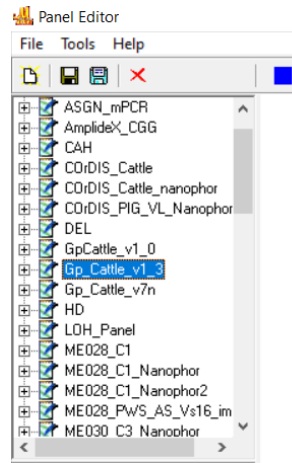 Panel Editor
File Tools Help
ASGN_mPCR
AmplideX_CGG
CAH
COrDIS_Cattle
COrDIS_Cattle_nanophor
COrDIS_PIG_VL_Nanophor
DEL
GpCattle_v1_0
Gp_Cattle_v1_3
Gp_Cattle_v7n
HD
LOH_Panel
ME028_C1
ME028_C1_Nanophor
ME028_C1_Nanophor2
ME028_PWS_AS_Vs16_im
ME030_C3_Nanophor